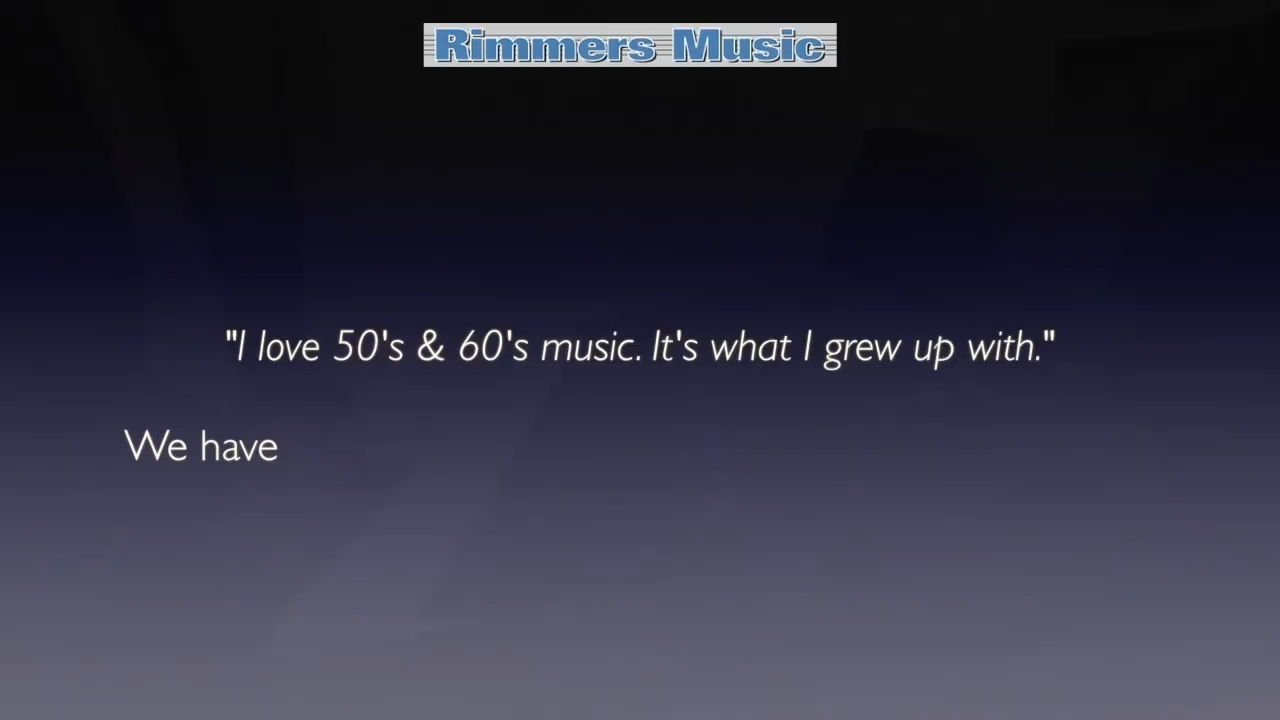 Rimmers Music
"I love 50's & 60's music. It's what I grew up with."
We have